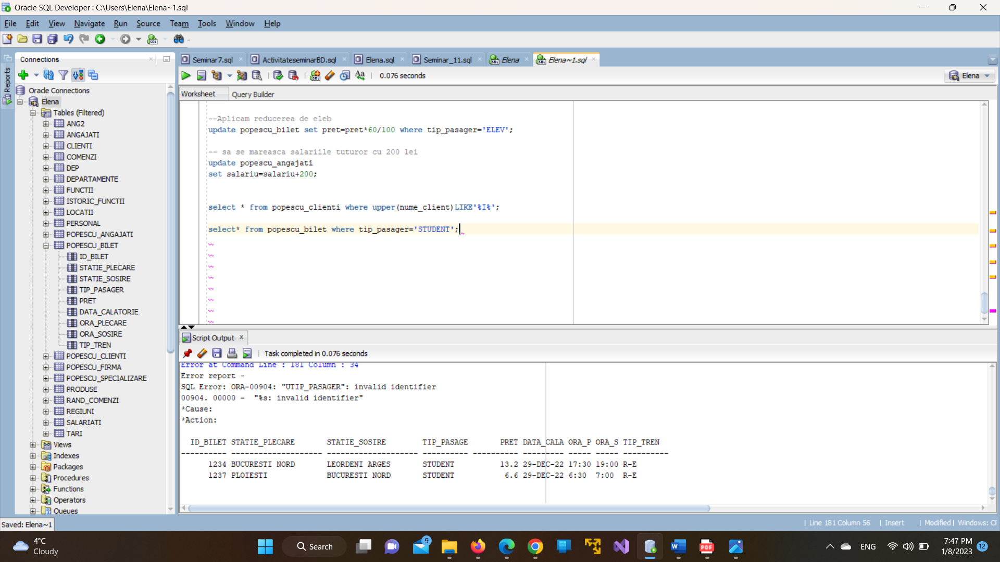 Oracle SQL Developer : C:\Users\Elena\Elena~1.sql
File Edit View Navigate Run Source Team Tools Window Help
Reports
Connections
Oracle Connections
Elena
Tables (Filtered)
ANG2
ANGAJATI
CLIENTI
COMENZI
DEP
DEPARTAMENTE
FUNCTII
ISTORIC_FUNCTII
LOCATII
PERSONAL
POPESCU_ANGAJATI
POPESCU_BILET
ID_BILET
STATIE_PLECARE
STATIE_SOSIRE
TIP_PASAGER
PRET
DATA_CALATORIE
ORA_PLECARE
ORA_SOSIRE
TIP_TREN
POPESCU_CLIENTI
POPESCU_FIRMA
POPESCU_SPECIALIZARE
PRODUSE
RAND_COMENZI
REGIUNI
SALARIATI
TARI
Views
Indexes
Packages
Procedures
Functions
Operators
Queues
Seminar7.sql ActivitateseminarBD.sql Elena.sql Seminar_11.sql Elena Elena~1.sql
0.076 seconds
Elena
Worksheet Query Builder
--Aplicam reducerea de eleb
update popescu_bilet set pret=pret*60/100 where tip_pasager='ELEV';
-- sa se mareasca salariile tuturor cu 200 lei
update popescu_angajati
set salariu=salariu+200;
select * from popescu_clienti where upper(nume_client)LIKE'%I%';
select* from popescu_bilet where tip_pasager='STUDENT';
Script Output
Task completed in 0.076 seconds
Error at Command Line : 181 Column : 34
Error report -
SQL Error: ORA-00904: "UTIP_PASAGER": invalid identifier
00904. 00000 -  "%s: invalid identifier"
*Cause:
*Action:
ID_BILET STATIE_PLECARE STATIE_SOSIRE TIP_PASAGE PRET DATA_CALA ORA_P ORA_S TIP_TREN
---------- -------------------- -------------------- ---------- ---------- --------- ----- ----- ----------
1234 BUCURESTI NORD LEORDENI ARGES STUDENT 13.2 29-DEC-22 17:30 19:00 R-E
1237 PLOIESTI BUCURESTI NORD STUDENT 6.6 29-DEC-22 6:30 7:00 R-E
Saved: Elena~1
| Line 181 Column 56 | Insert | Modified | Windows: CF
4°C
Cloudy
Search
9
SQL
PDF
ENG
7:47 PM
1/8/2023
12